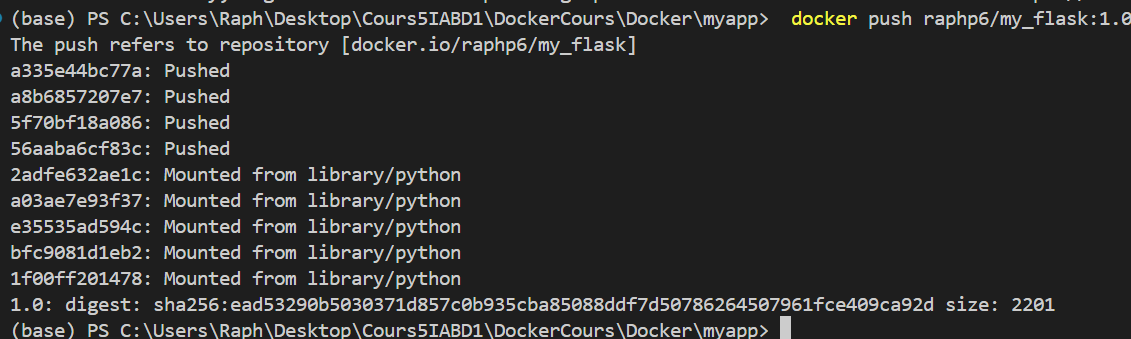 (base) PS C:\Users\Raph\Desktop\Cours5IABD1\DockerCours\Docker\myapp>  docker push raphp6/my_flask:1.0
The push refers to repository [docker.io/raphp6/my_flask]
a335e44bc77a: Pushed
a8b6857207e7: Pushed
5f70bf18a086: Pushed
56aaba6cf83c: Pushed
2adfe632ae1c: Mounted from library/python
a03ae7e93f37: Mounted from library/python
e35535ad594c: Mounted from library/python
bfc9081d1eb2: Mounted from library/python
1f00ff201478: Mounted from library/python
1.0: digest: sha256:ead53290b5030371d857c0b935cba85088ddf7d50786264507961fce409ca92d size: 2201
(base) PS C:\Users\Raph\Desktop\Cours5IABD1\DockerCours\Docker\myapp>